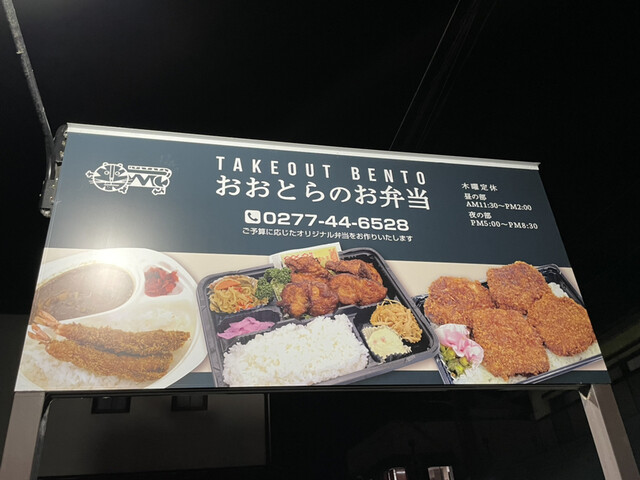 TAKEOUT BENTO
おおとらのお弁当
0277-44-6528
ご予算に応じたオリジナル弁当をお作りいたします
木曜定休
昼の部
AM11:30~PM2:00
夜の部
PM5:00~PM8:30